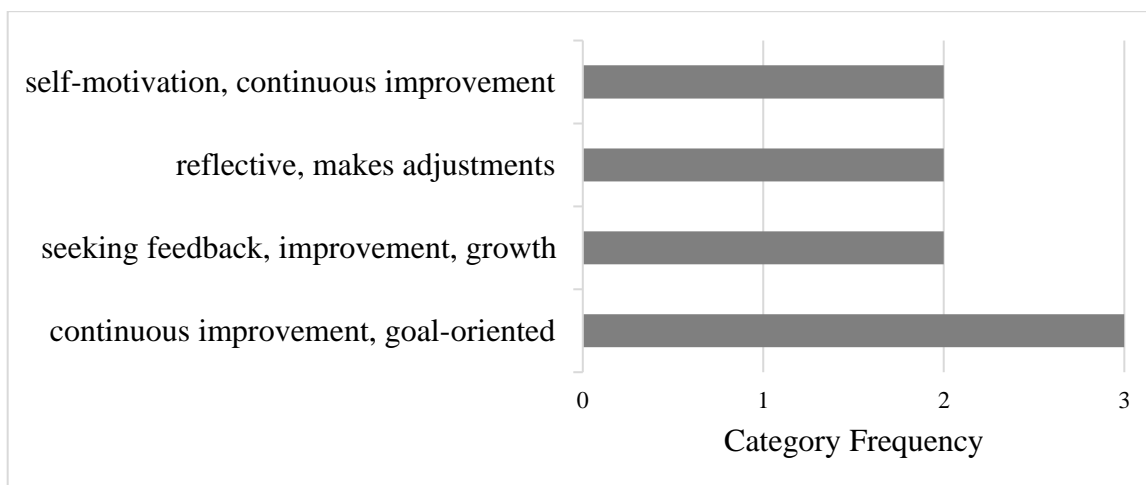 self-motivation, continuous improvement
reflective, makes adjustments
seeking feedback, improvement, growth
continuous improvement, goal-oriented
0 1 2 3
Category Frequency